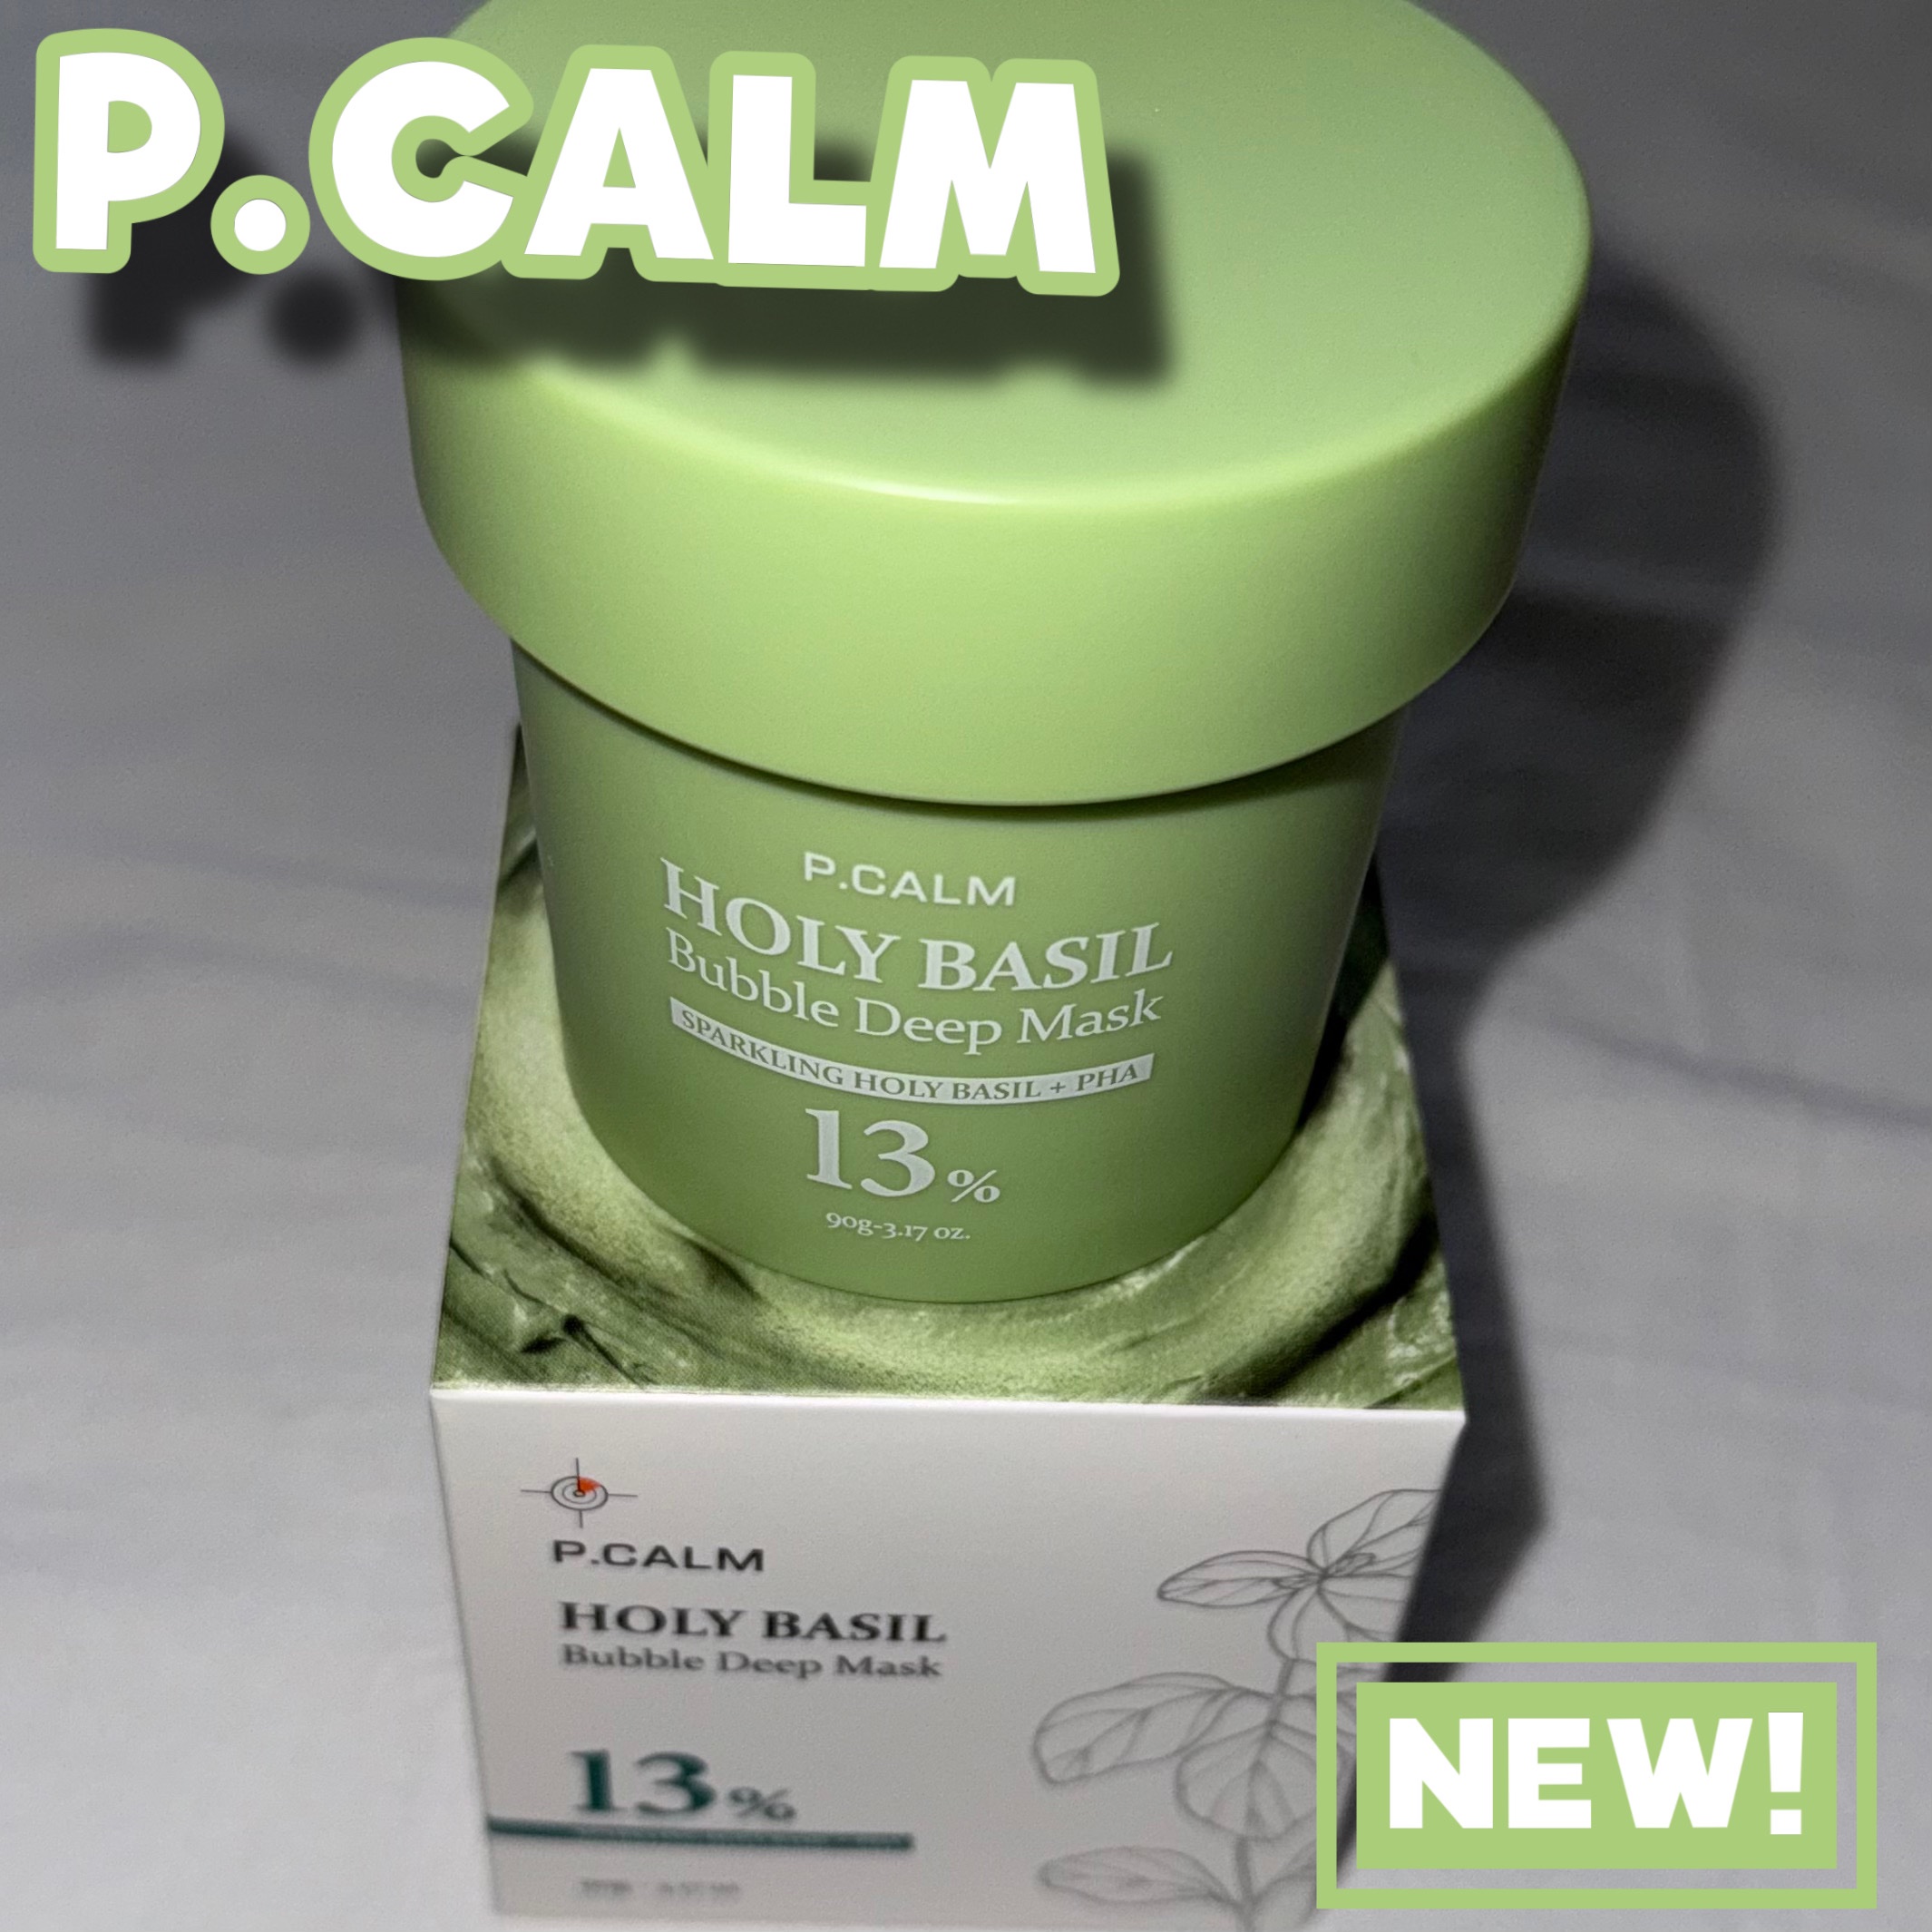 P.CALM
P.CALM
HOLY BASIL
Bubble Deep Mask
SPARKLING HOLY BASIL + PHA
13%
90g-3.17 oz.
P.CALM
HOLY BASIL
Bubble Deep Mask
13%
NEW!